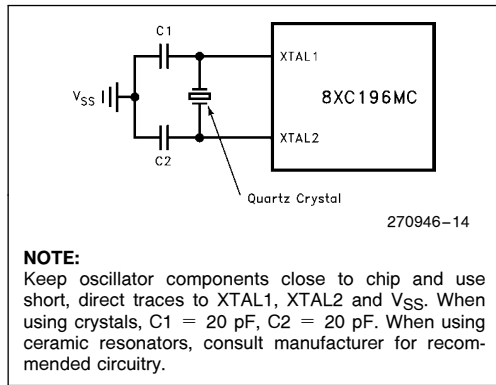 C1
XTAL1
VSS
8XC196MC
XTAL2
C2
Quartz Crystal
270946–14
NOTE:
Keep oscillator components close to chip and use
short, direct traces to XTAL1, XTAL2 and VSS. When
using crystals, C1 = 20 pF, C2 = 20 pF. When using
ceramic resonators, consult manufacturer for recom-
mended circuitry.